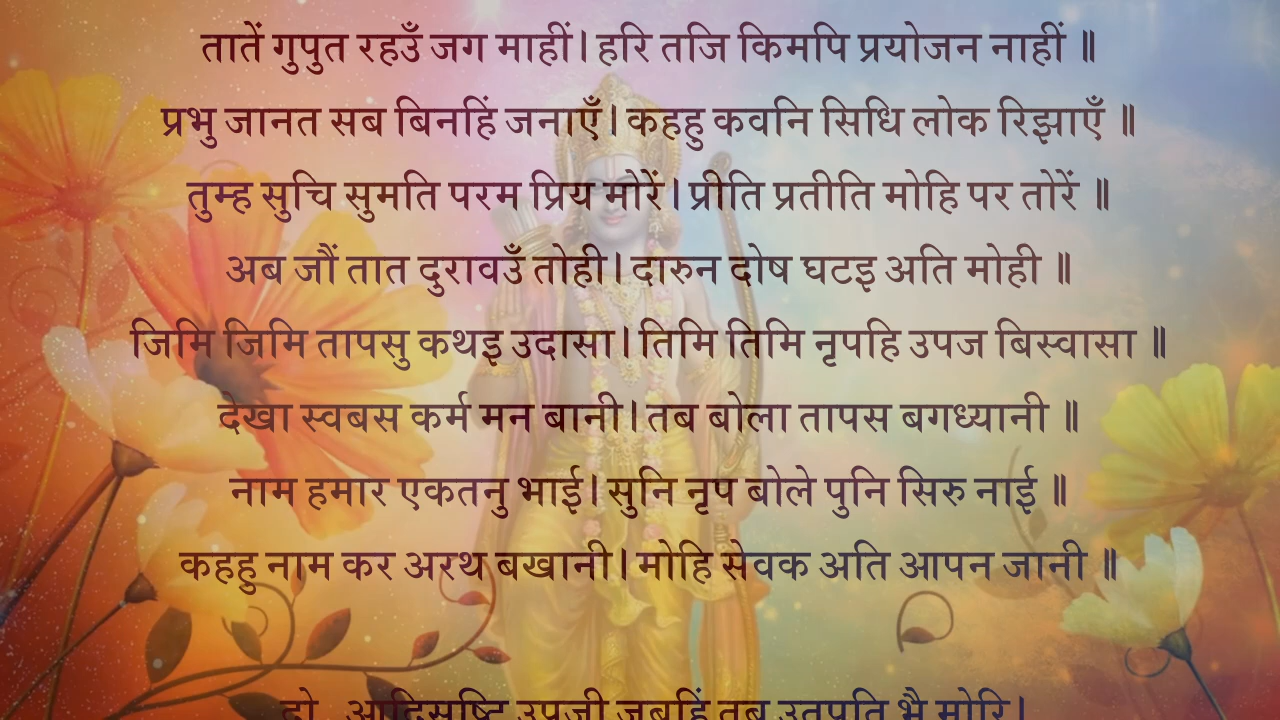 तातें गुपुत रहउँ जग माहीं। हरि तजि किमपि प्रयोजन नाहीं ॥
प्रभु जानत सब बिनहिं जनाएँ। कहहु कवनि सिधि लोक रिझाएँ ॥
तुम्ह सुचि सुमति परम प्रिय मोरें। प्रीति प्रतीति मोहि पर तोरें ॥
अब जौं तात दुरावउँ तोही। दारुन दोष घटइ अति मोही ॥
जिमि जिमि तापसु कथइ उदासा। तिमि तिमि नृपहि उपज बिस्वासा ॥
देखा स्वबस कर्म मन बानी। तब बोला तापस बगध्यानी ॥
नाम हमार एकतनु भाई। सुनि नृप बोले पुनि सिरु नाई ॥
कहहु नाम कर अरथ बखानी। मोहि सेवक अति आपन जानी ॥
दो. आदिसृष्टि उपजी जबहिं तब उतपति भै मोरि।